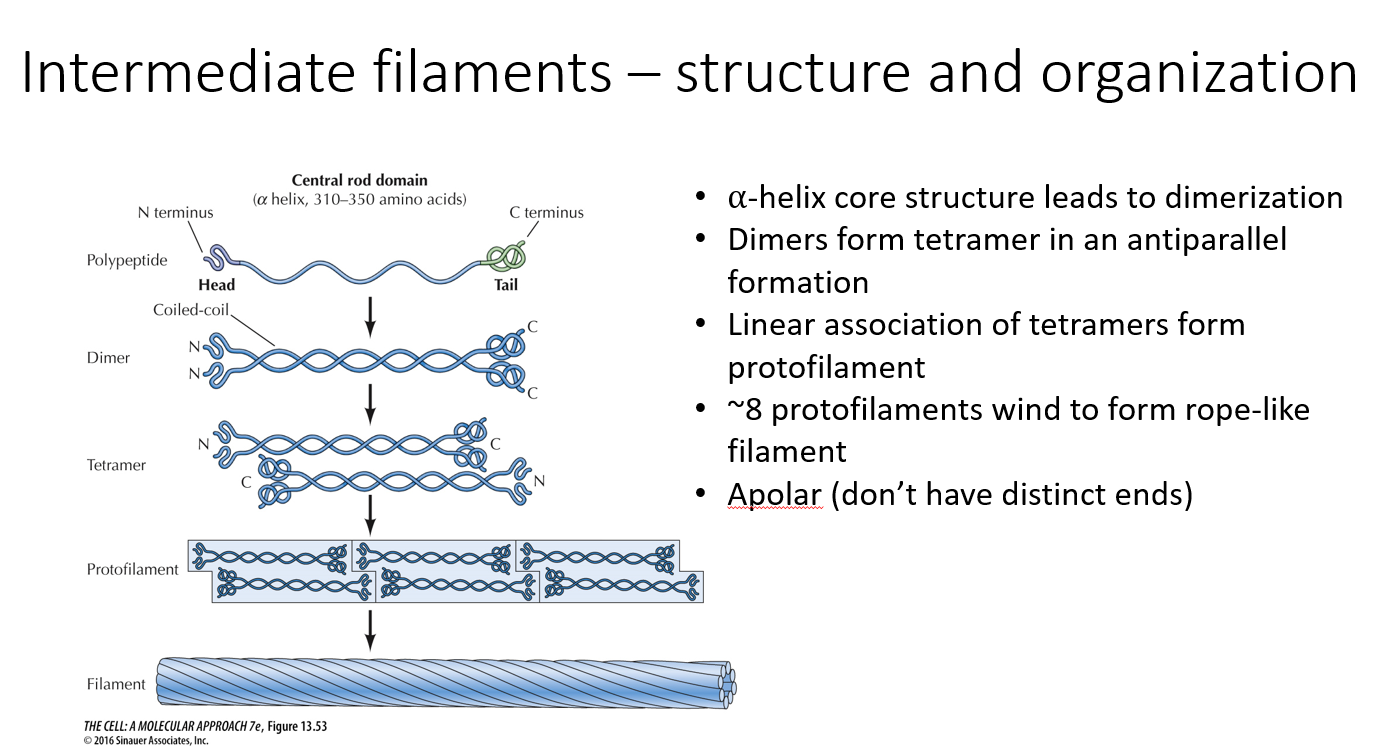 Intermediate filaments – structure and organization
Central rod domain
(α helix, 310–350 amino acids)
N terminus
C terminus
Polypeptide
Head
Tail
Coiled-coil
N
C
Dimer
N
C
N
C
Tetramer
C
N
Protofilament
Filament
THE CELL: A MOLECULAR APPROACH 7e, Figure 13.53
© 2016 Sinauer Associates, Inc.
• α-helix core structure leads to dimerization
• Dimers form tetramer in an antiparallel
formation
• Linear association of tetramers form
protofilament
• ~8 protofilaments wind to form rope-like
filament
• Apolar (don’t have distinct ends)